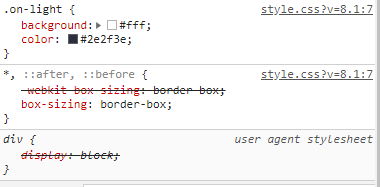 .on-light { style.css?v=8.1:7
background: #fff;
color: #2e2f3e;
}
*, ::after, ::before { style.css?v=8.1:7
-webkit-box-sizing: border-box;
box-sizing: border-box;
}
div { user agent stylesheet
display: block;
}